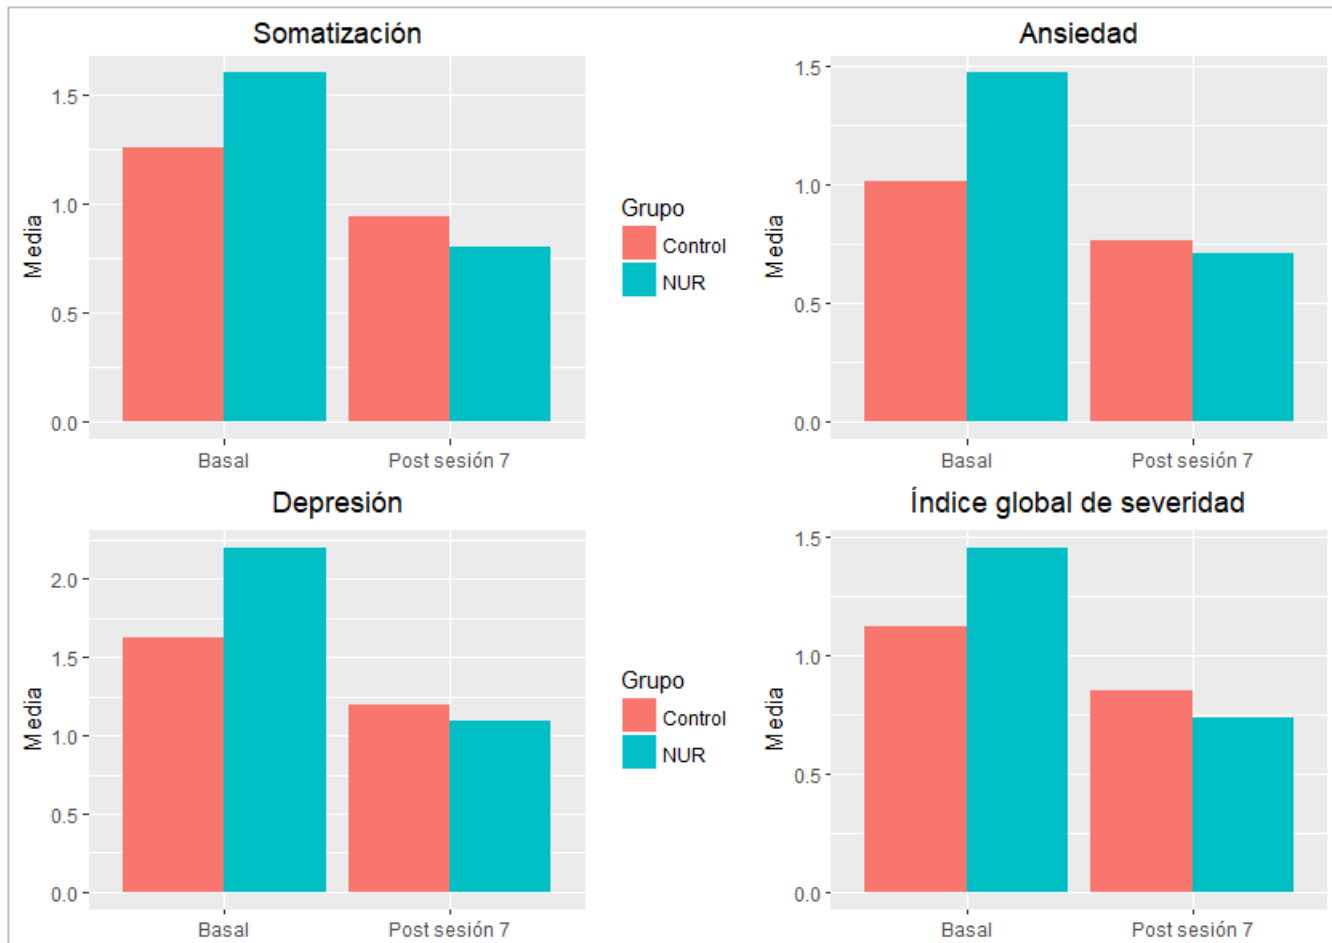 Somatización
Media
1.5
1.0
0.5
0.0
Basal Post sesión 7
Grupo
Control
NUR
Ansiedad
Media
1.5
1.0
0.5
0.0
Basal Post sesión 7
Depresión
Media
2.0
1.5
1.0
0.5
0.0
Basal Post sesión 7
Grupo
Control
NUR
Índice global de severidad
Media
1.5
1.0
0.5
0.0
Basal Post sesión 7